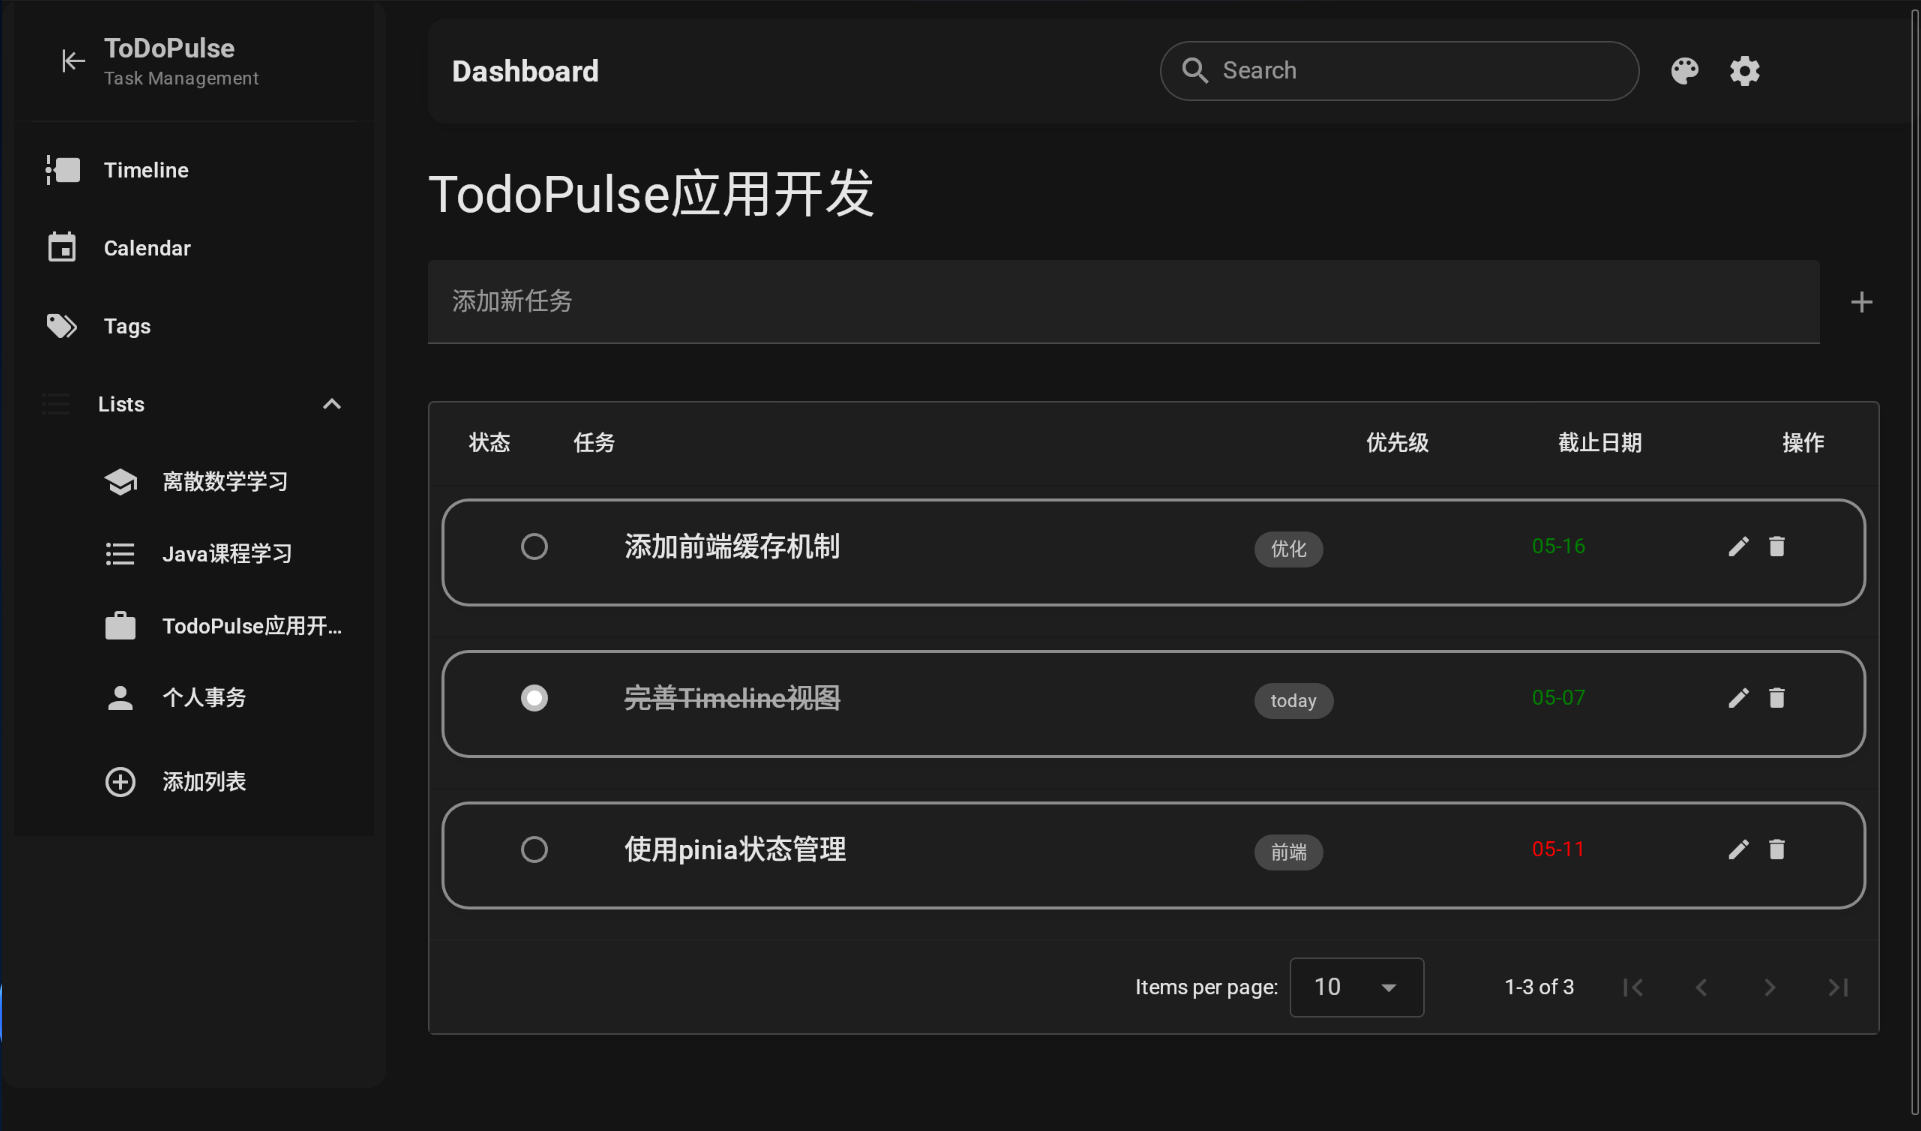 ToDoPulse
Task Management
Timeline
Calendar
Tags
Lists
离散数学学习
Java课程学习
TodoPulse应用开...
个人事务
添加列表
Dashboard
Search
TodoPulse应用开发
添加新任务
状态 任务 优先级 截止日期 操作
添加前端缓存机制 优化 05-16
完善Timeline视图 today 05-07
使用pinia状态管理 前端 05-11
Items per page: 10 1-3 of 3